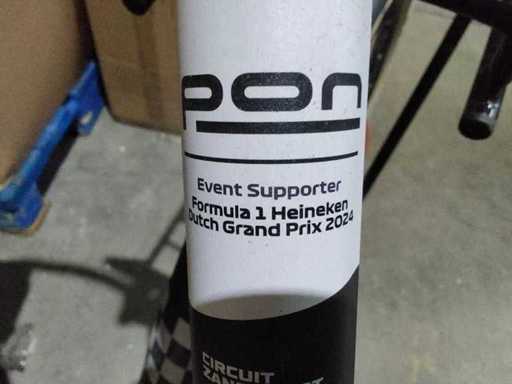 pon
Event Supporter
Formula 1 Heineken
Dutch Grand Prix 2024
CIRCUIT